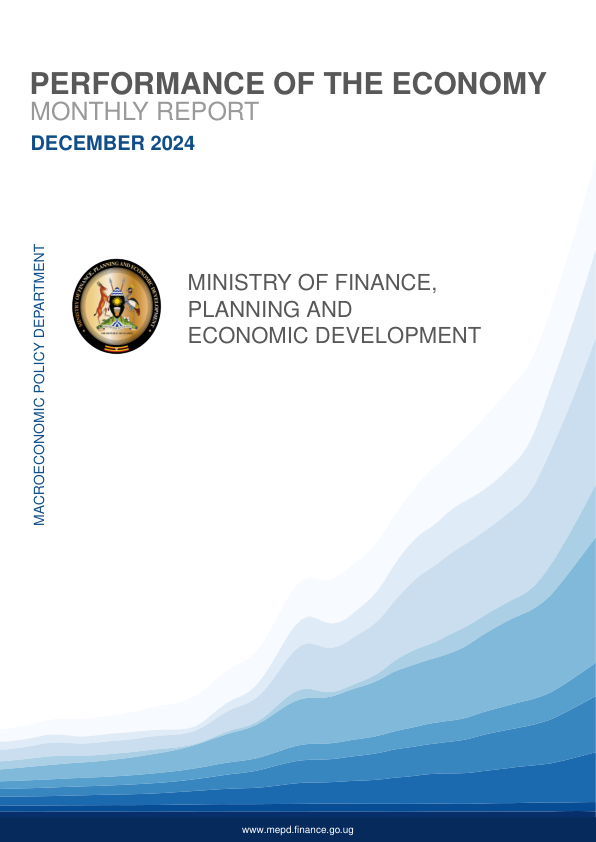 PERFORMANCE OF THE ECONOMY
MONTHLY REPORT
DECEMBER 2024
MACROECONOMIC POLICY DEPARTMENT
MINISTRY OF FINANCE, PLANNING AND ECONOMIC DEVELOPMENT
MINISTRY OF FINANCE,
PLANNING AND
ECONOMIC DEVELOPMENT
www.mepd.finance.go.ug